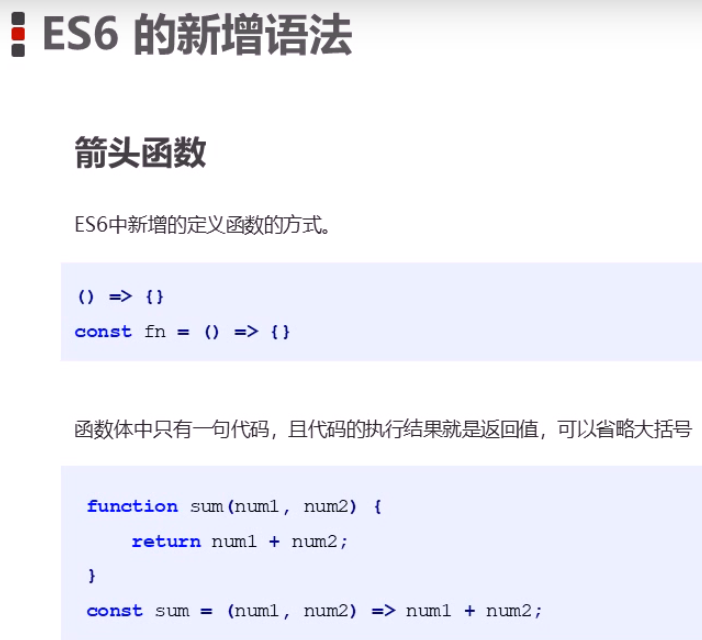 ES6 的新增语法
箭头函数
ES6中新增的定义函数的方式。
() => {}
const fn = () => {}
函数体中只有一句代码，且代码的执行结果就是返回值，可以省略大括号
function sum(num1, num2) {
    return num1 + num2;
}
const sum = (num1, num2) => num1 + num2;